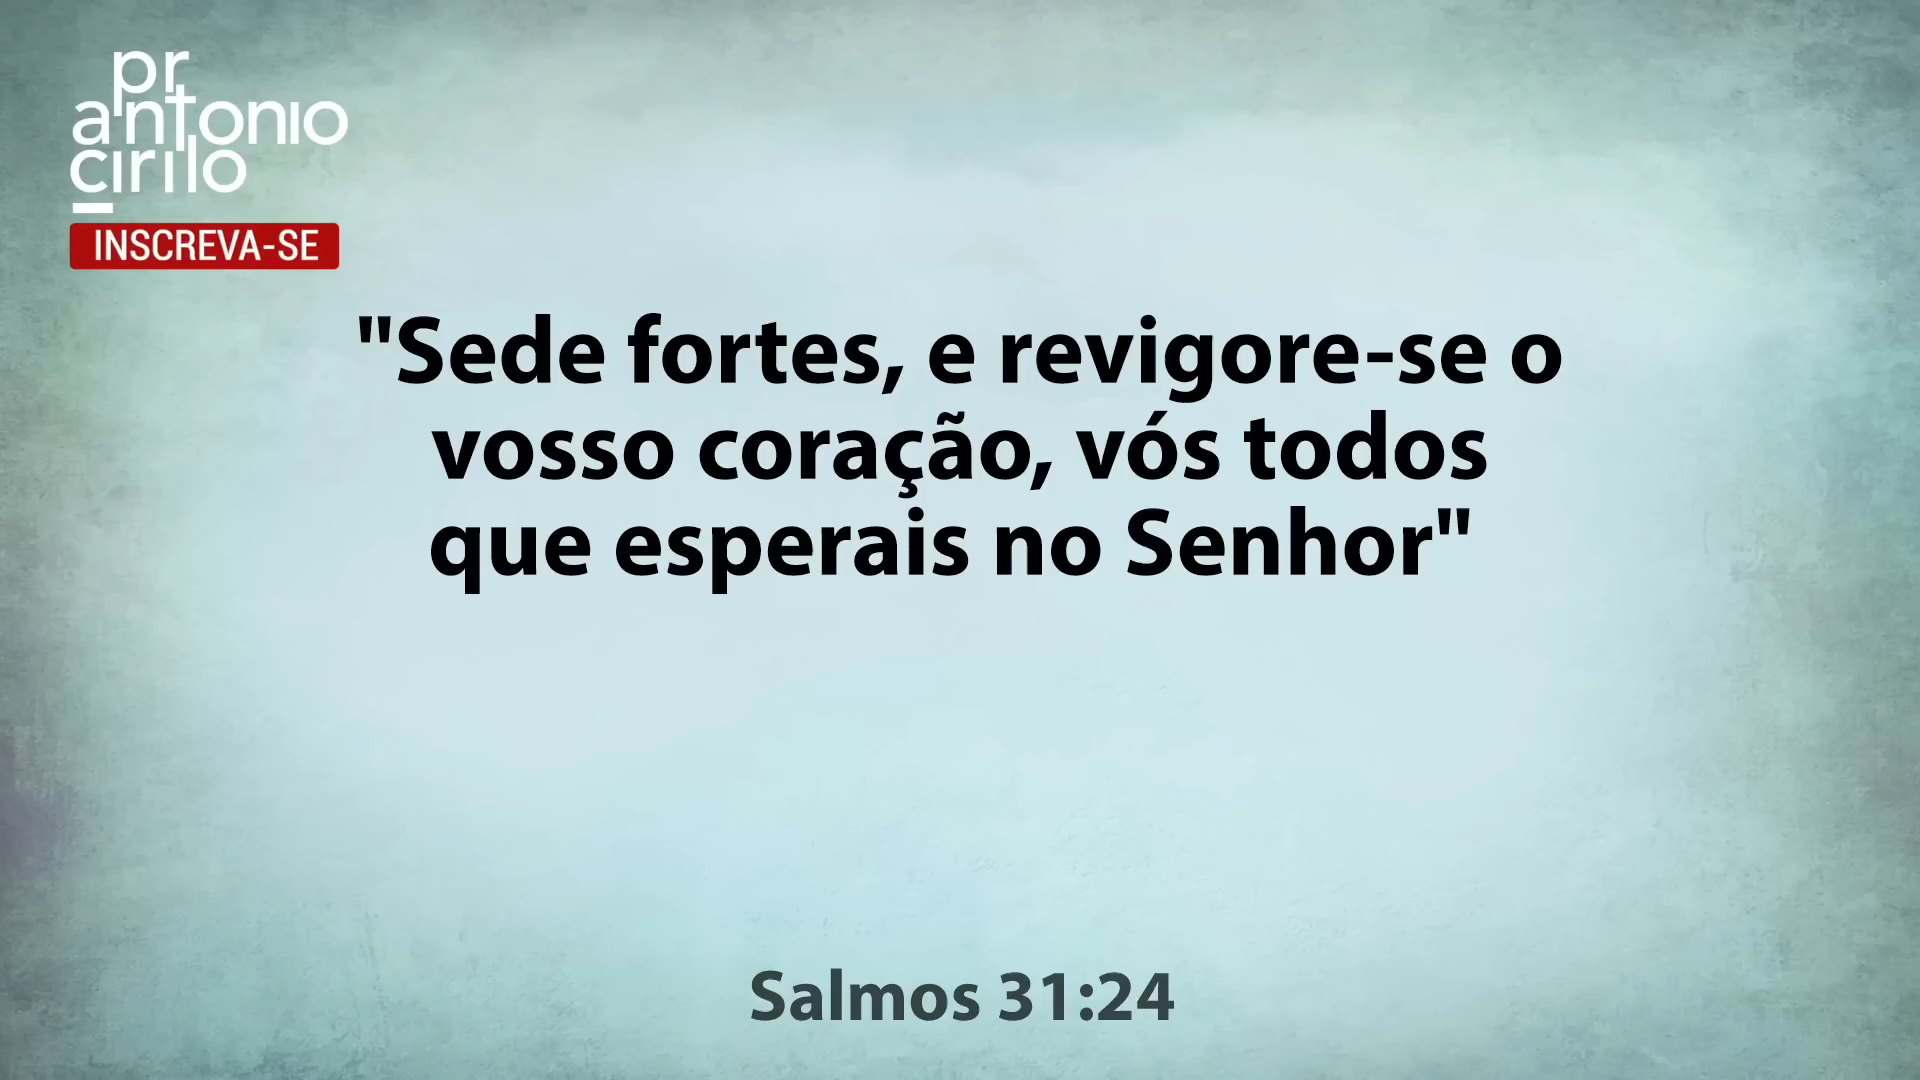 pr
antonio
cirilo
INSCREVA-SE
"Sede fortes, e revigore-se o
vosso coração, vós todos
que esperais no Senhor"
Salmos 31:24